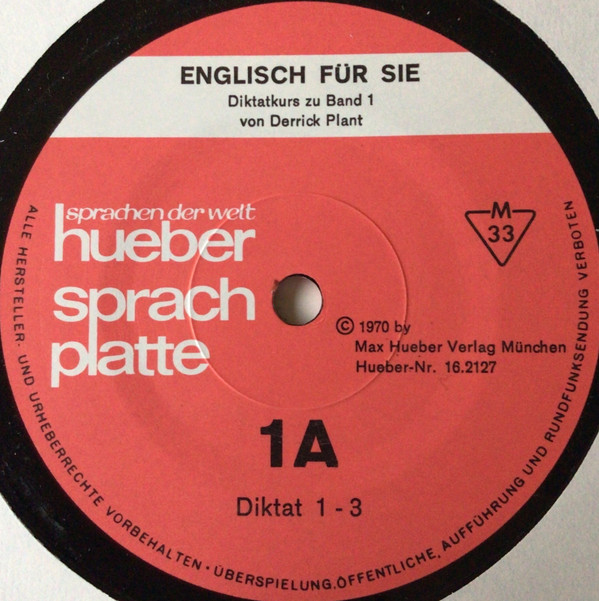 ENGLISCH FÜR SIE
Diktatkurs zu Band 1
von Derrick Plant
sprachen der welt
hueber
sprach
platte
M
33
© 1970 by
Max Hueber Verlag München
Hueber-Nr. 16.2127
1A
Diktat 1 - 3
ALLE HERSTELLER- UND URHEBERRECHTE VORBEHALTEN · ÜBERSPIELUNG, ÖFFENTLICHE, AUFFÜHRUNG UND RUNDFUNKSENDUNG VERBOTEN